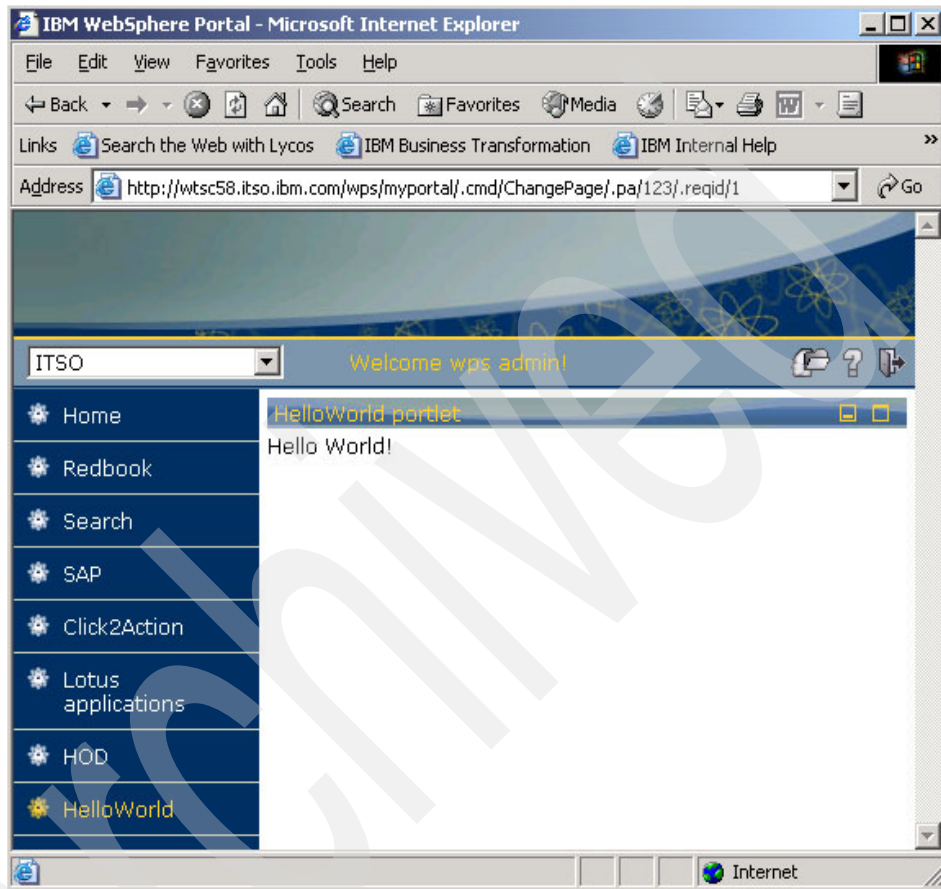 IBM WebSphere Portal - Microsoft Internet Explorer
File Edit View Favorites Tools Help
Back Search Favorites Media
Links Search the Web with Lycos IBM Business Transformation IBM Internal Help »
Address http://wtsc58.itso.ibm.com/wps/myportal/.cmd/ChangePage/.pa/123/.reqid/1 Go
ITSO Welcome wps admin!
Home
HelloWorld portlet
Hello World!
Redbook
Search
SAP
Click2Action
Lotus
applications
HOD
HelloWorld
Internet
rchived